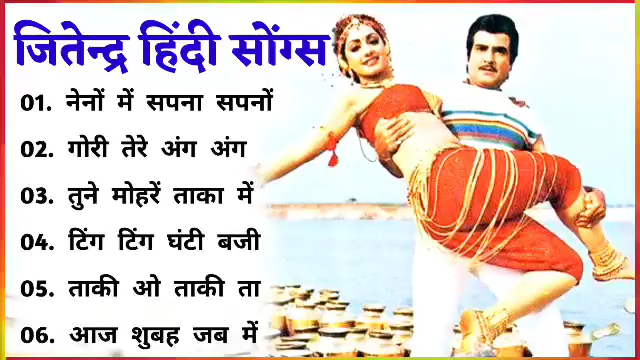 जितेन्द्र हिंदी सोंग्स
01. नेनों में सपना सपनों
02. गोरी तेरे अंग अंग
03. तुने मोहरें ताका में
04. टिंग टिंग घंटी बजी
05. ताकी ओ ताकी ता
06. आज शुबह जब में